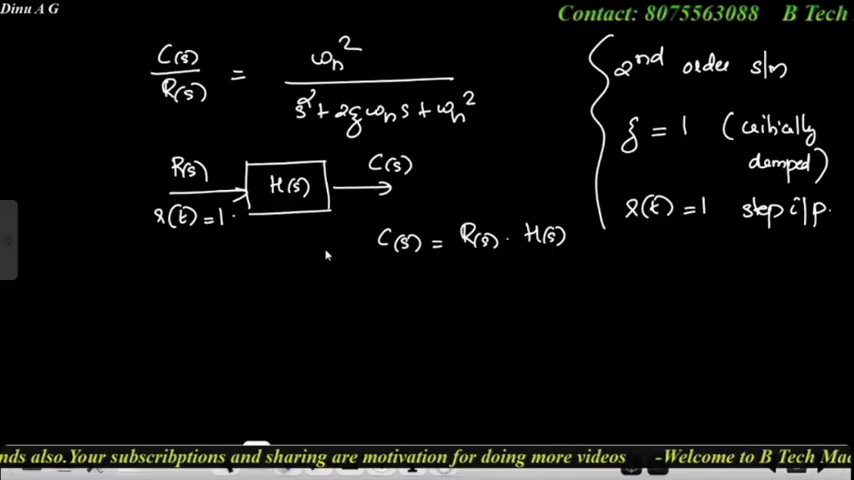 Dinu A G
Contact: 8075563088 B Tech
C(s)/R(s) = ωn² / s² + 2ξωn s + ωn²
R(s)
H(s)
C(s)
r(t) = 1.
C(s) = R(s) . H(s)
2nd order s/m
ξ = 1 (critically
damped)
r(t) = 1 step i/p.
nds also.Your subscribptions and sharing are motivation for doing more videos -Welcome to B Tech Ma